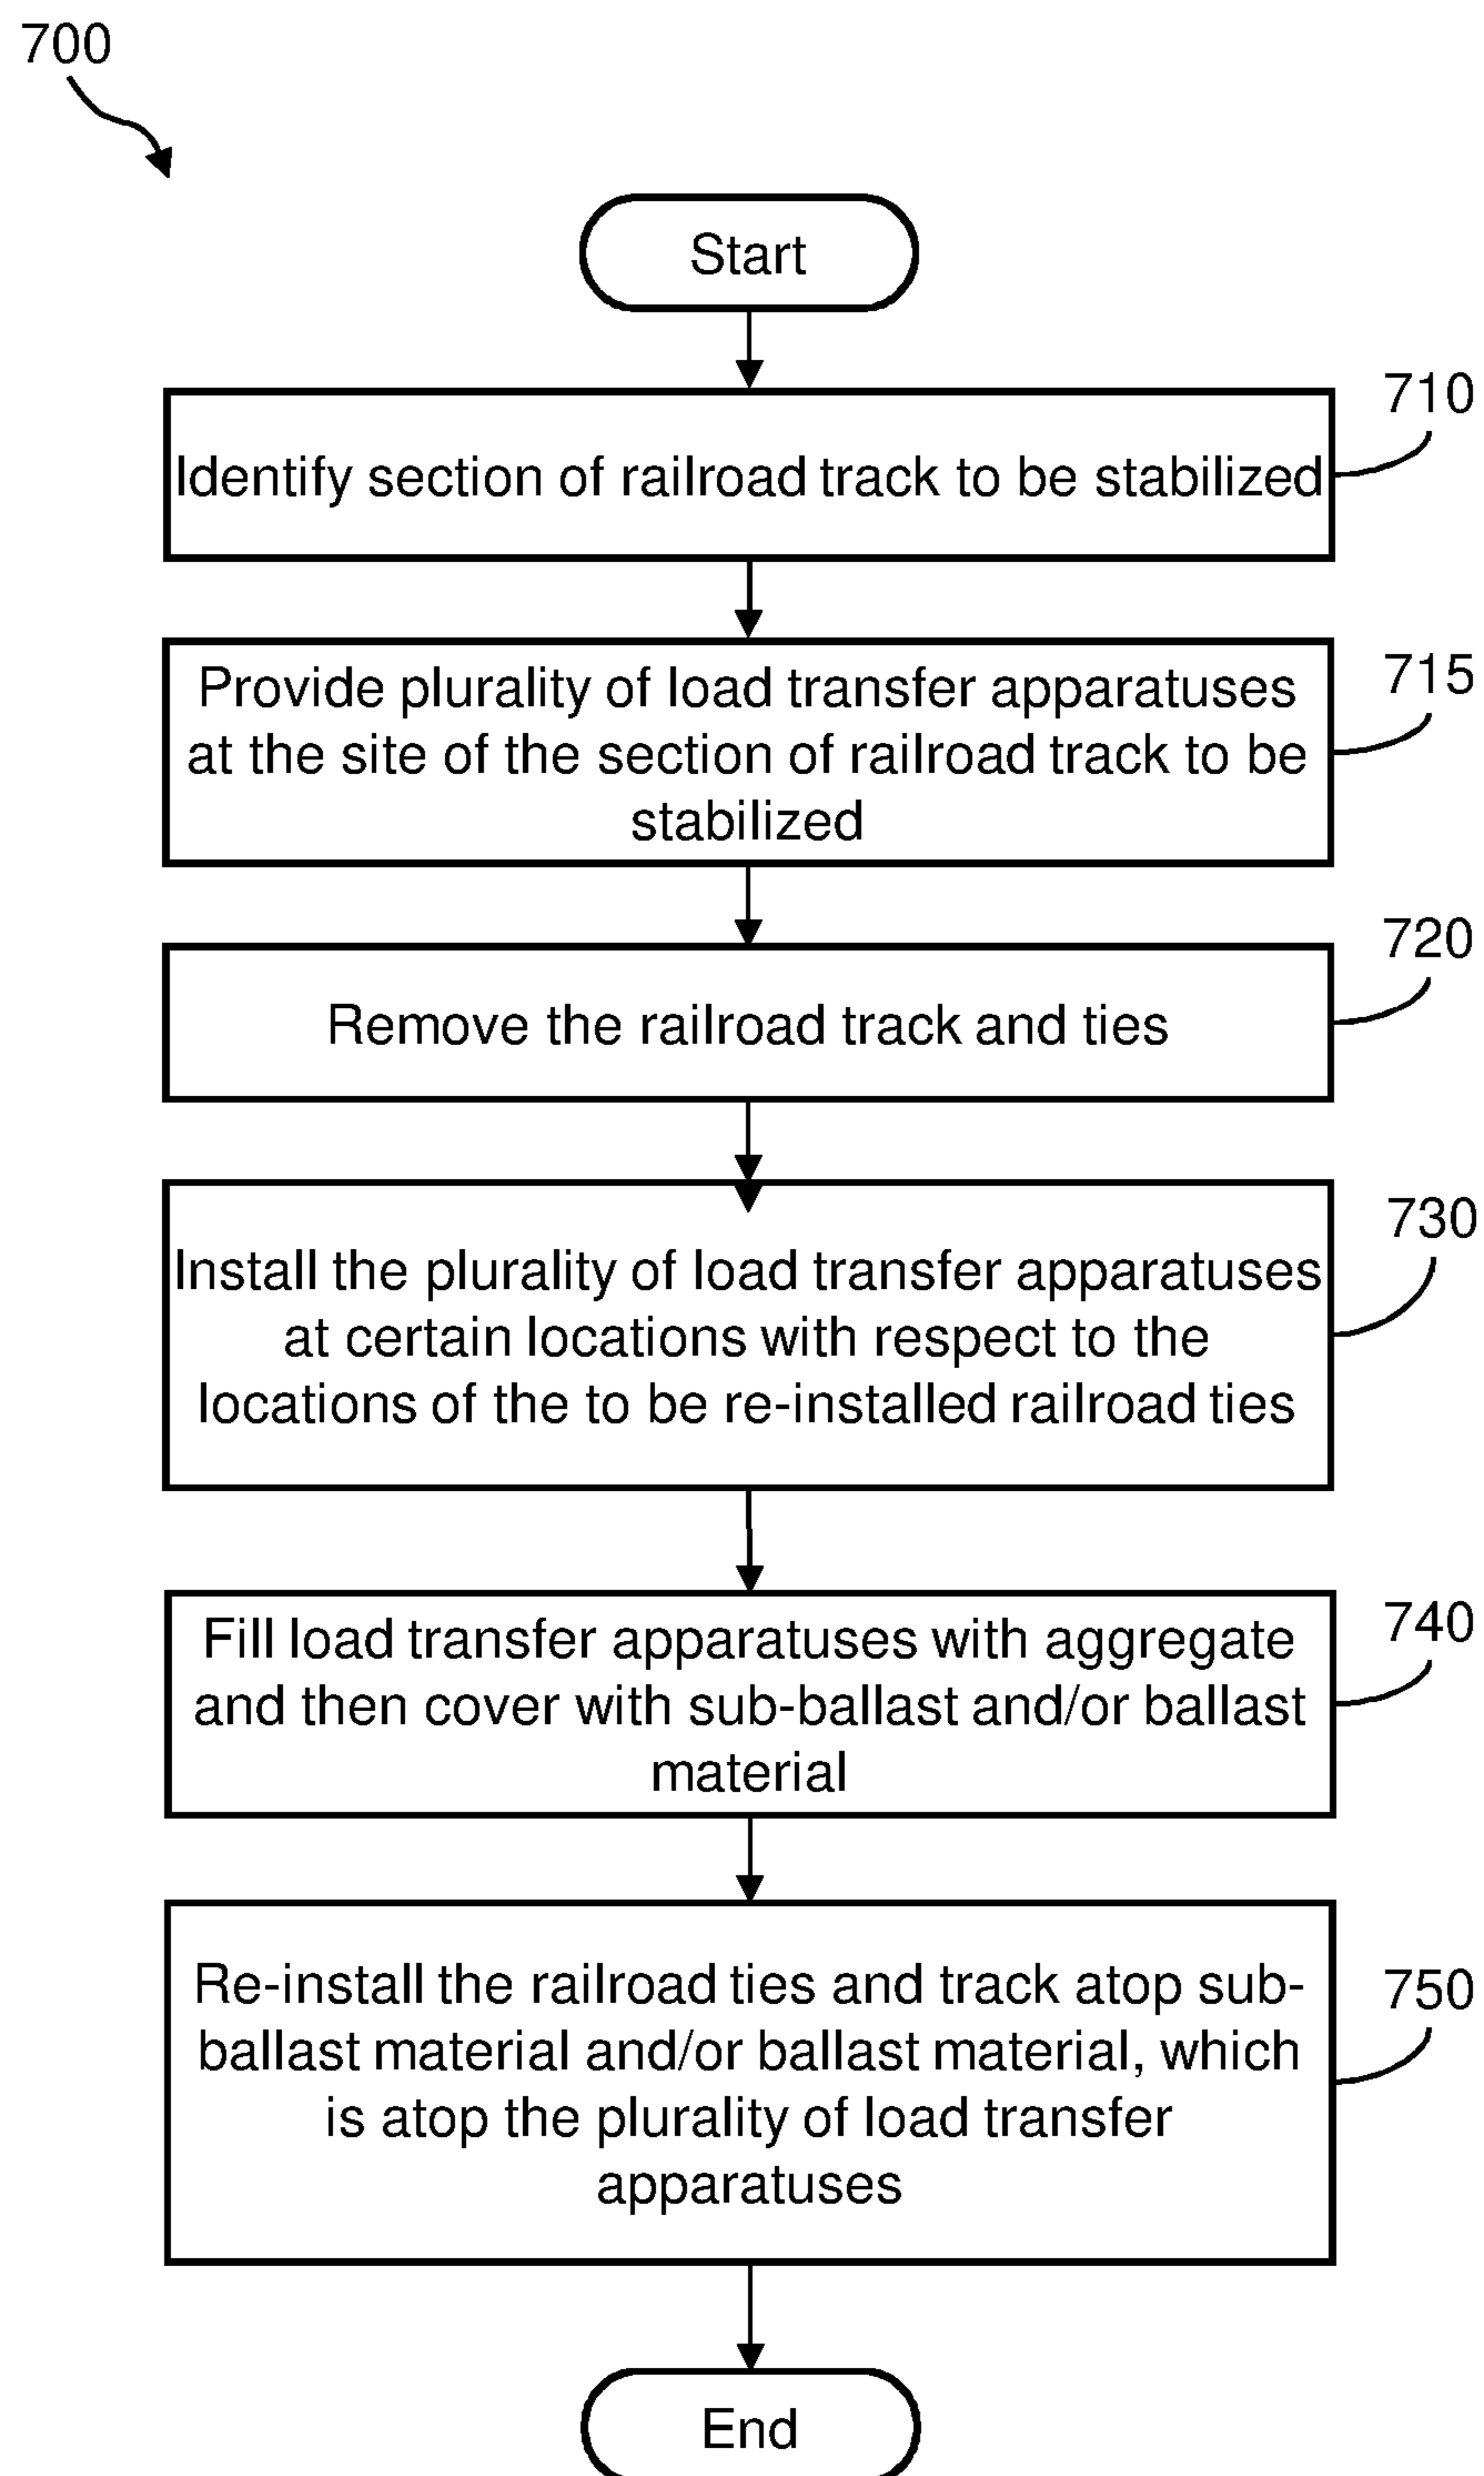 700
Start
710
Identify section of railroad track to be stabilized
715
Provide plurality of load transfer apparatuses
at the site of the section of railroad track to be
stabilized
720
Remove the railroad track and ties
730
Install the plurality of load transfer apparatuses
at certain locations with respect to the
locations of the to be re-installed railroad ties
740
Fill load transfer apparatuses with aggregate
and then cover with sub-ballast and/or ballast
material
750
Re-install the railroad ties and track atop sub-
ballast material and/or ballast material, which
is atop the plurality of load transfer
apparatuses
End